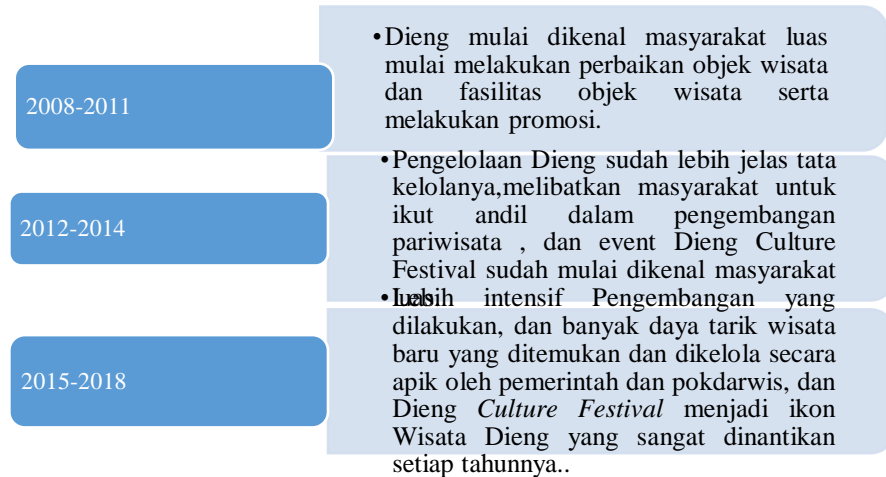 2008-2011
•Dieng mulai dikenal masyarakat luas
mulai melakukan perbaikan objek wisata
dan fasilitas objek wisata serta
melakukan promosi.
2012-2014
•Pengelolaan Dieng sudah lebih jelas tata
kelolanya,melibatkan masyarakat untuk
ikut andil dalam pengembangan
pariwisata , dan event Dieng Culture
Festival sudah mulai dikenal masyarakat
luas.
2015-2018
•Lebih intensif Pengembangan yang
dilakukan, dan banyak daya tarik wisata
baru yang ditemukan dan dikelola secara
apik oleh pemerintah dan pokdarwis, dan
Dieng Culture Festival menjadi ikon
Wisata Dieng yang sangat dinantikan
setiap tahunnya..